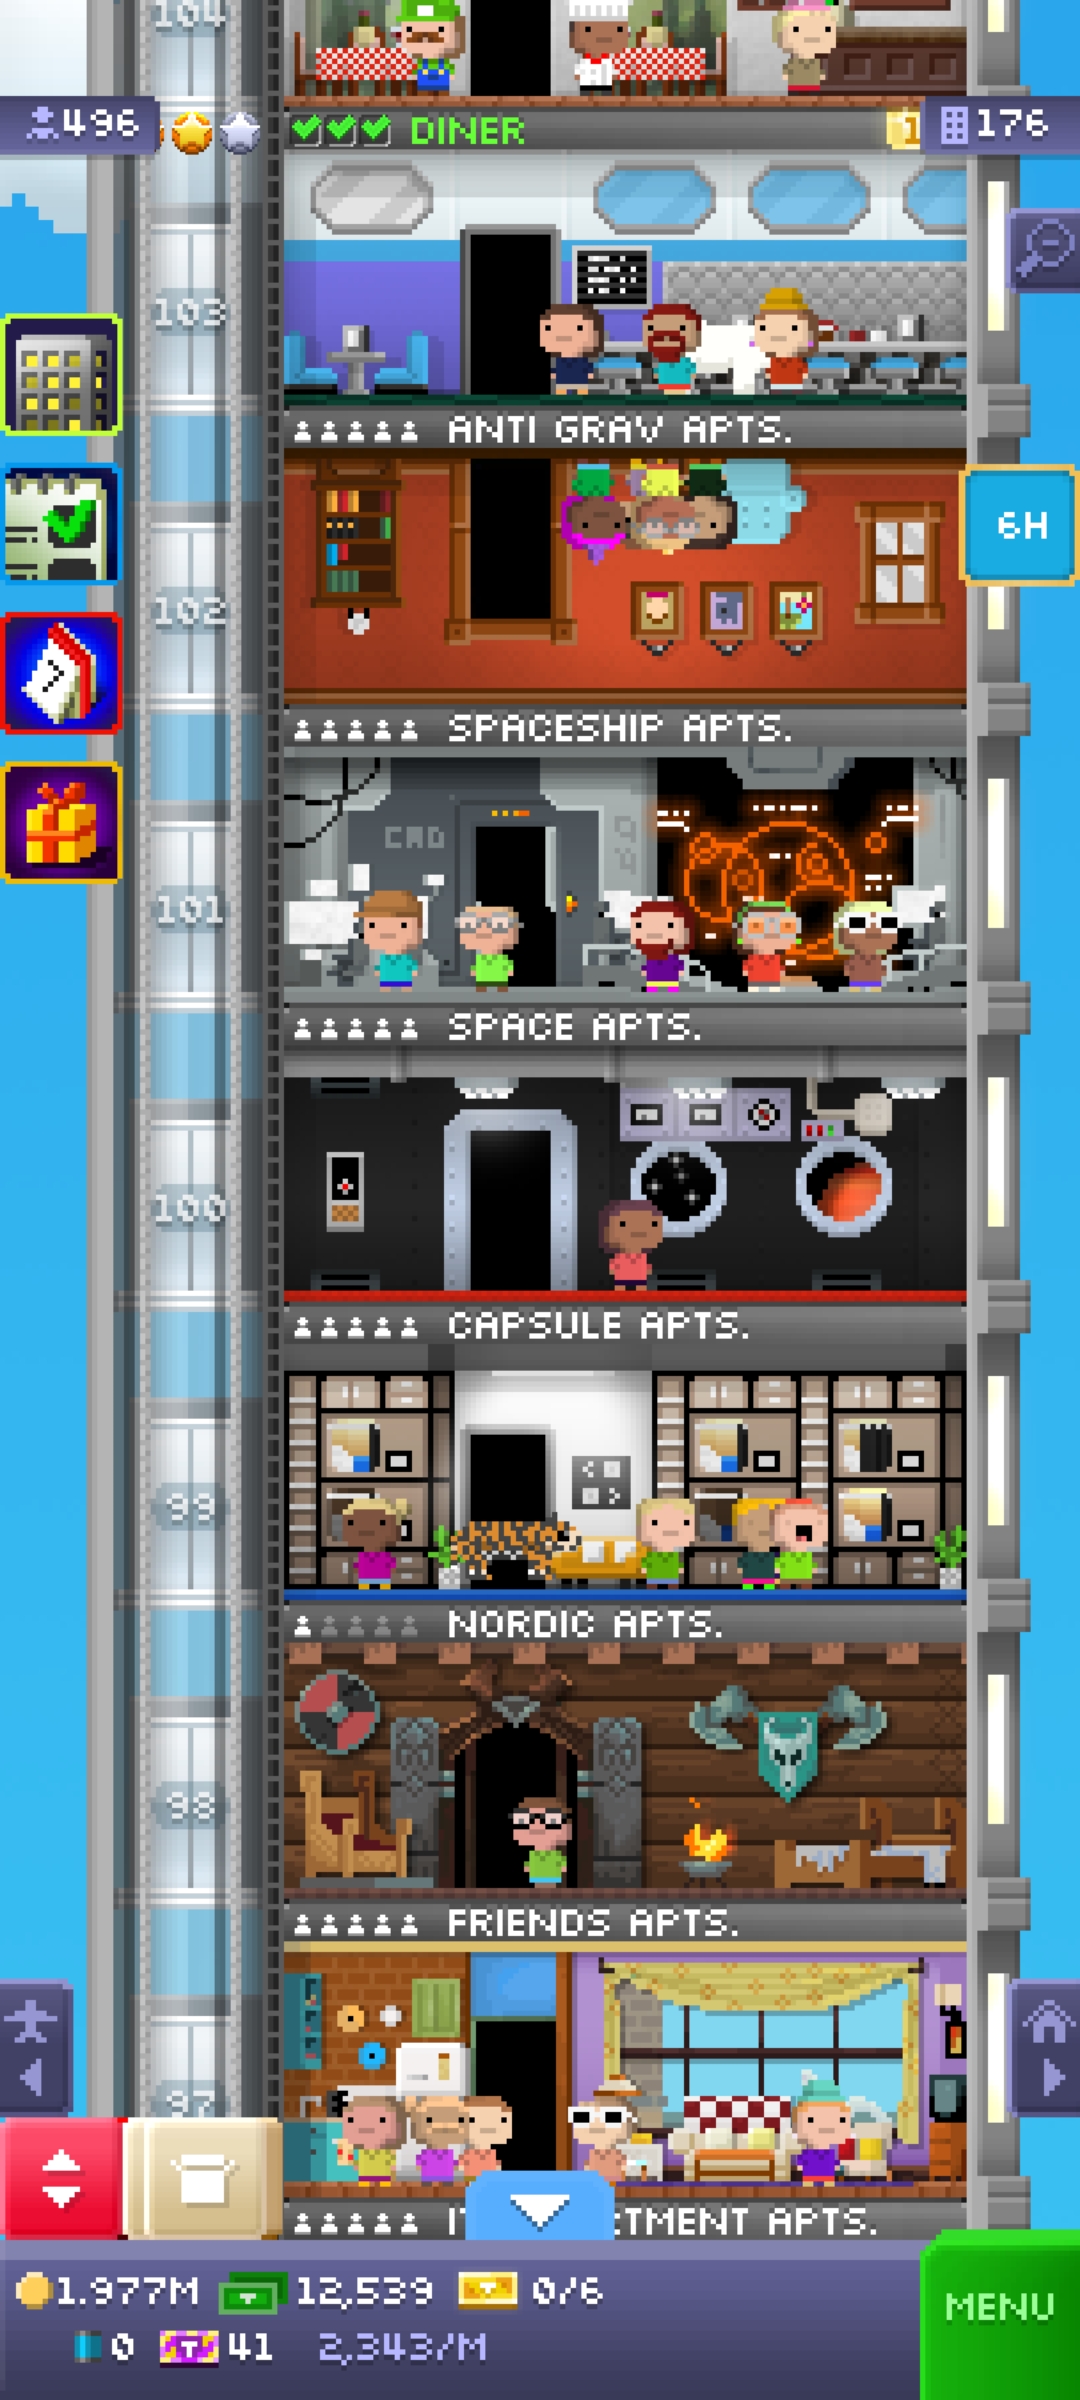 104
496
DINER
1
176
103
ANTI GRAV APTS.
6H
102
SPACESHIP APTS.
CMD
101
SPACE APTS.
100
CAPSULE APTS.
99
NORDIC APTS.
98
FRIENDS APTS.
97
TMENT APTS.
1.977M 12,539 0/6
0 T 41 2,343/M
MENU